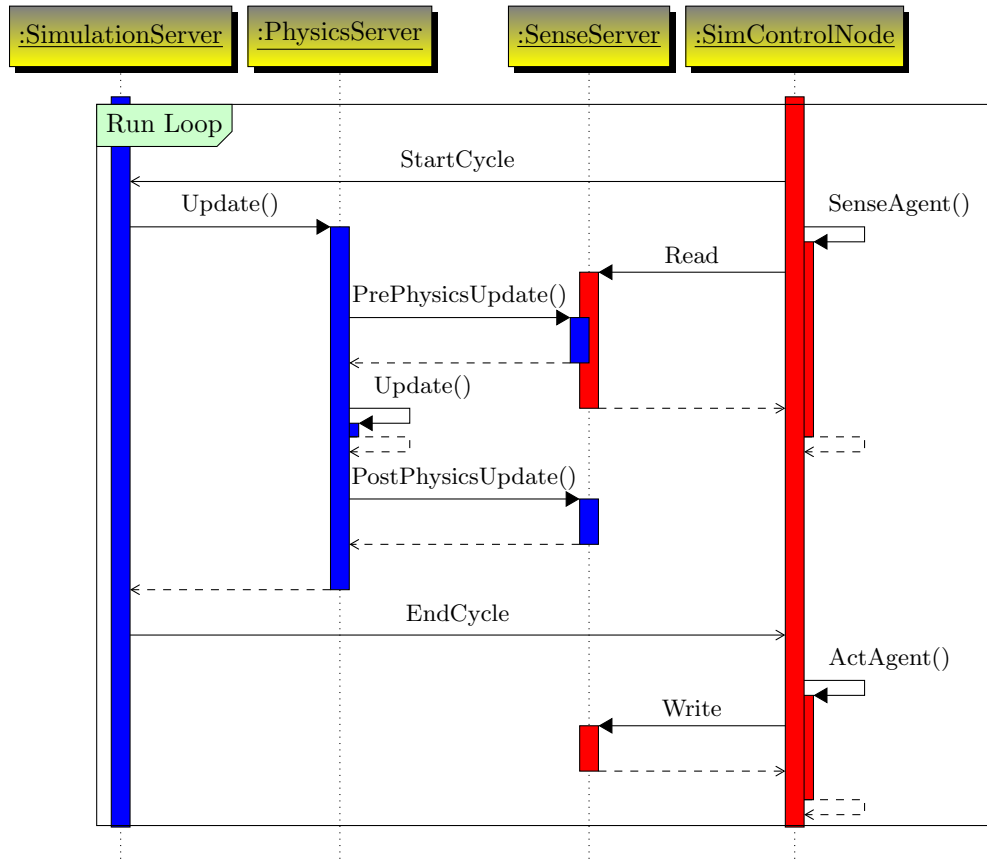 :SimulationServer
:PhysicsServer
:SenseServer
:SimControlNode
Run Loop
StartCycle
Update()
SenseAgent()
Read
PrePhysicsUpdate()
Update()
PostPhysicsUpdate()
EndCycle
ActAgent()
Write